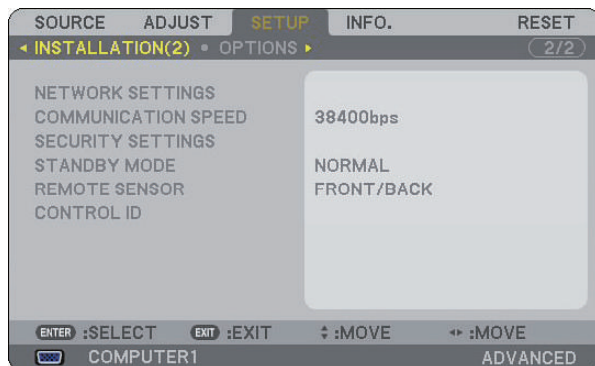 SOURCE ADJUST SETUP INFO. RESET
INSTALLATION(2) • OPTIONS 2/2
NETWORK SETTINGS
COMMUNICATION SPEED 38400bps
SECURITY SETTINGS
STANDBY MODE NORMAL
REMOTE SENSOR FRONT/BACK
CONTROL ID
ENTER :SELECT EXIT :EXIT :MOVE :MOVE
COMPUTER1 ADVANCED